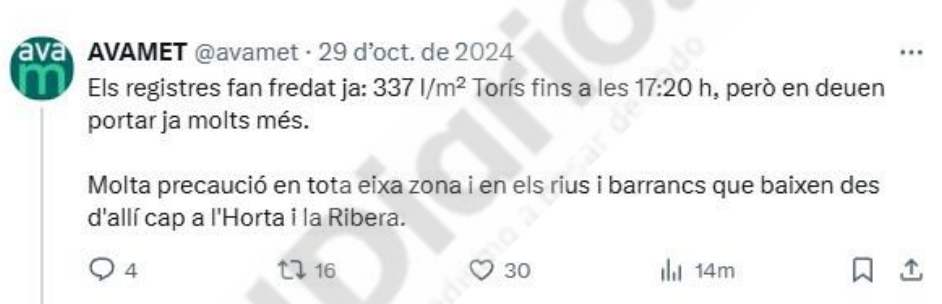 ava
m
AVAMET @avamet · 29 d'oct. de 2024
Els registres fan fredat ja: 337 l/m² Torís fins a les 17:20 h, però en deuen
portar ja molts més.
Molta precaució en tota eixa zona i en els rius i barrancs que baixen des
d'allí cap a l'Horta i la Ribera.
4 16 30 14m